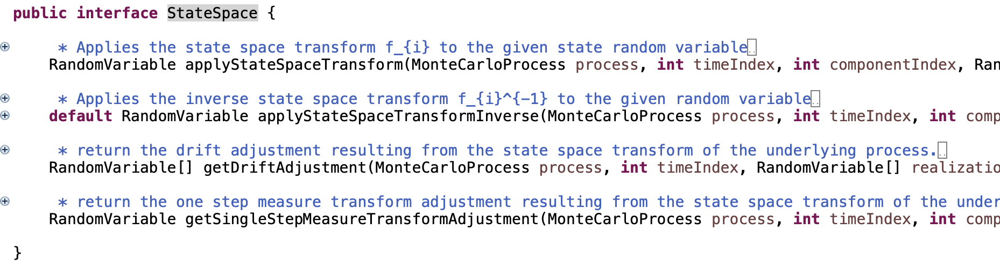 public interface StateSpace {
* Applies the state space transform f_{i} to the given state random variable
RandomVariable applyStateSpaceTransform(MonteCarloProcess process, int timeIndex, int componentIndex, Ran
* Applies the inverse state space transform f_{i}^{-1} to the given random variable
default RandomVariable applyStateSpaceTransformInverse(MonteCarloProcess process, int timeIndex, int comp
* return the drift adjustment resulting from the state space transform of the underlying process.
RandomVariable[] getDriftAdjustment(MonteCarloProcess process, int timeIndex, RandomVariable[] realizatio
* return the one step measure transform adjustment resulting from the state space transform of the under
RandomVariable getSingleStepMeasureTransformAdjustment(MonteCarloProcess process, int timeIndex, int comp
}